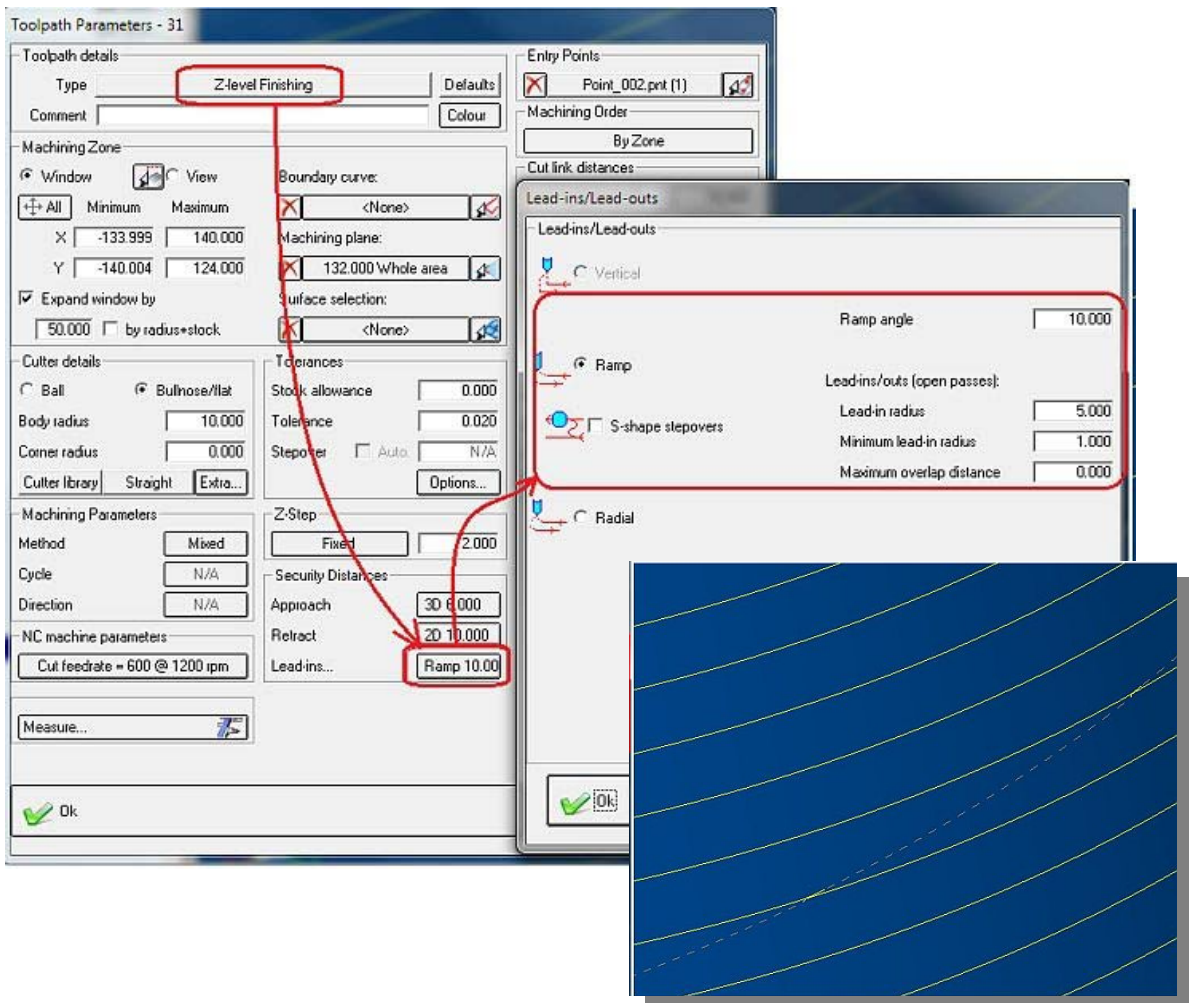 Toolpath Parameters - 31
Toolpath details
Type Z-level Finishing Defaults
Comment Colour
Machining Zone
Window View
All Minimum Maximum
X -133.999 140.000
Y -140.004 124.000
Expand window by
50.000 by radius+stock
Boundary curve:
<None>
Machining plane:
132.000 Whole area
Surface selection:
<None>
Cutter details
Ball Bullnose/flat
Body radius 10.000
Corner radius 0.000
Cutter library Straight Extra...
Tolerances
Stock allowance 0.000
Tolerance 0.020
Stepover Auto. N/A
Options...
Machining Parameters
Method Mixed
Cycle N/A
Direction N/A
Z-Step
Fixed 2.000
Security Distances
Approach 3D 6.000
Retract 2D 10.000
Lead-ins... Ramp 10.00
NC machine parameters
Cut feedrate = 600 @ 1200 rpm
Measure...
Ok
Entry Points
Point_002.pnt (1)
Machining Order
By Zone
Cut link distances
Lead-ins/Lead-outs
Lead-ins/Lead-outs
Vertical
Ramp angle 10.000
Ramp
Lead-ins/outs (open passes):
Lead-in radius 5.000
S-shape stepovers
Minimum lead-in radius 1.000
Maximum overlap distance 0.000
Radial
Ok